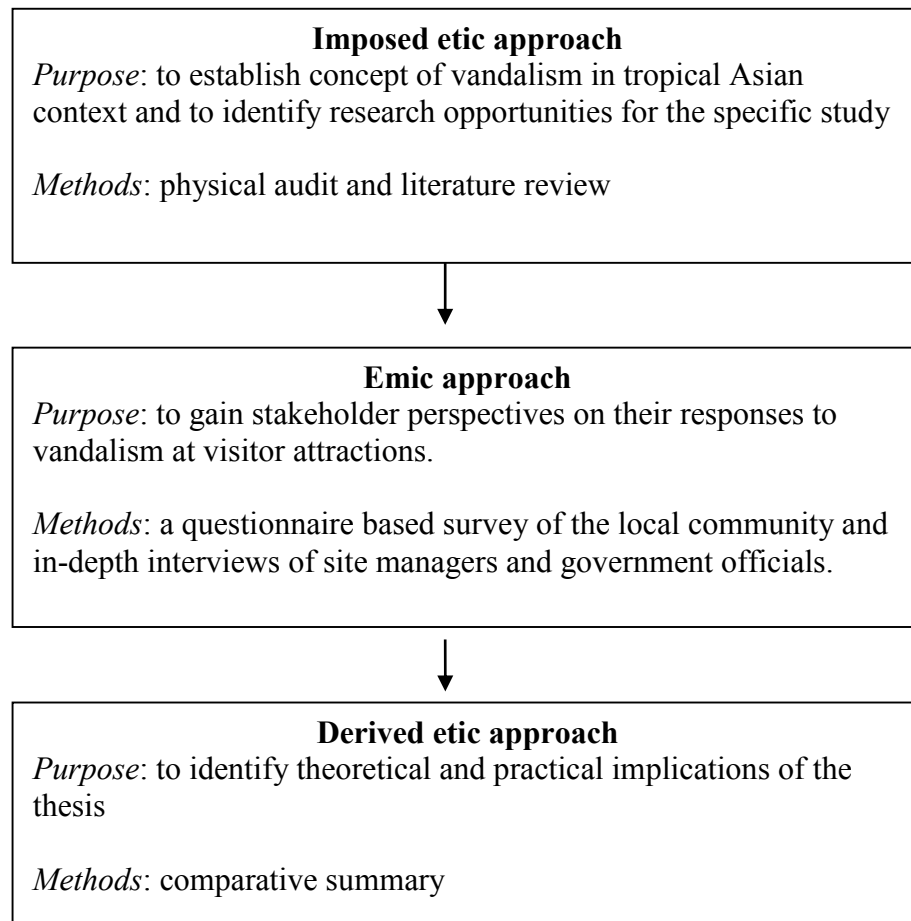 Imposed etic approach
Purpose: to establish concept of vandalism in tropical Asian
context and to identify research opportunities for the specific study
Methods: physical audit and literature review
Emic approach
Purpose: to gain stakeholder perspectives on their responses to
vandalism at visitor attractions.
Methods: a questionnaire based survey of the local community and
in-depth interviews of site managers and government officials.
Derived etic approach
Purpose: to identify theoretical and practical implications of the
thesis
Methods: comparative summary